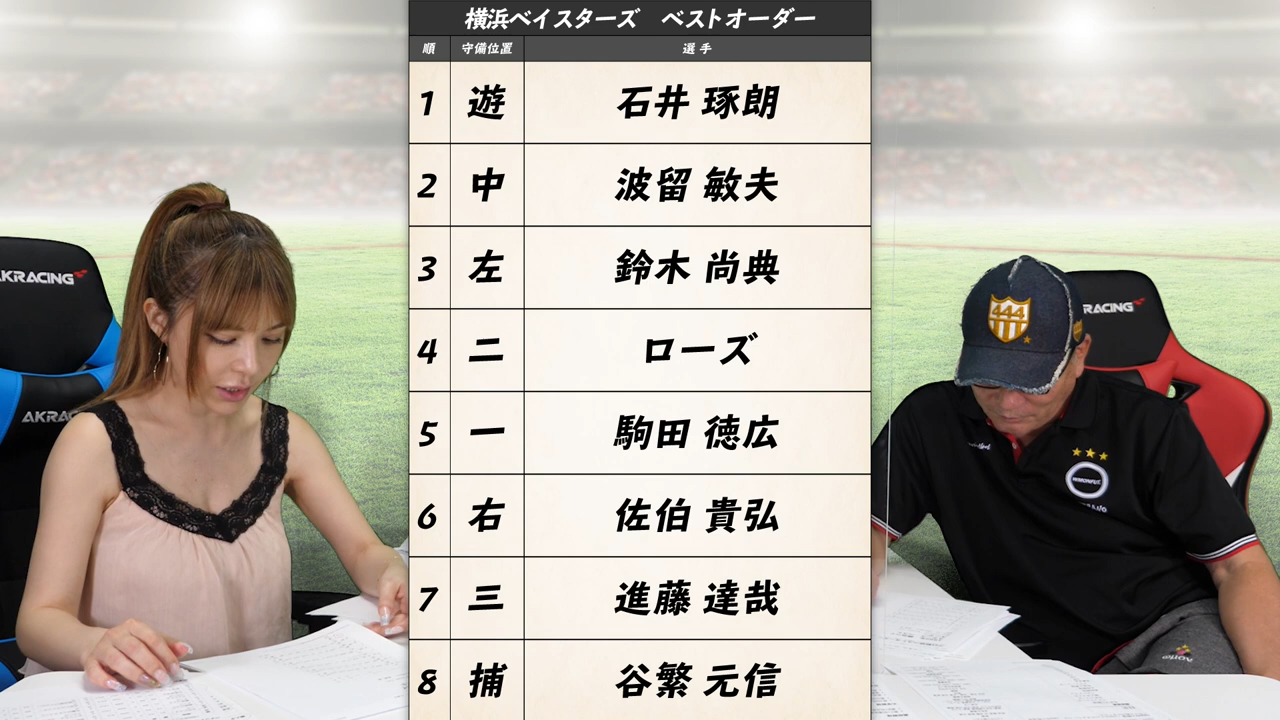 横浜ベイスターズ　ベストオーダー
順 守備位置 選手
1 遊 石井 琢朗
2 中 波留 敏夫
3 左 鈴木 尚典
4 二 ローズ
5 一 駒田 徳広
6 右 佐伯 貴弘
7 三 進藤 達哉
8 捕 谷繁 元信
AKRACING
AKRAC
RACING
444